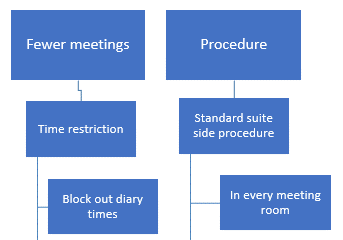 Fewer meetings
Procedure
Time restriction
Standard suite
side procedure
Block out diary
times
In every meeting
room